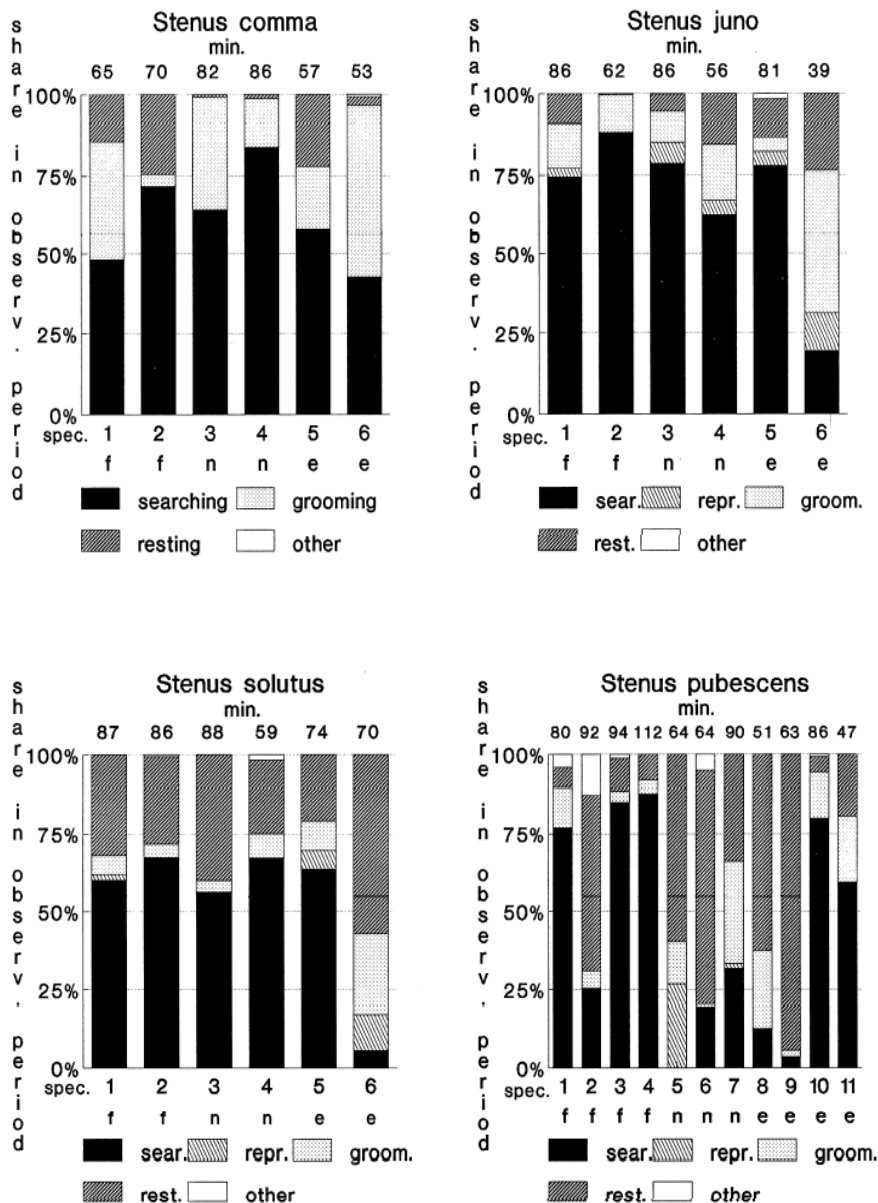 Stenus comma
min.
65 70 82 86 57 53
share in observ. period
100%
75%
50%
25%
0%
spec. 1 2 3 4 5 6
f f n n e e
searching grooming
resting other
Stenus juno
min.
86 62 86 56 81 39
share in observ. period
100%
75%
50%
25%
0%
1 2 3 4 5 6
f f n n e e
sear. repr. groom.
rest. other
Stenus solutus
min.
87 86 88 59 74 70
share in observ, period
100%
75%
50%
25%
0%
spec. 1 2 3 4 5 6
f f n n e e
sear. repr. groom.
rest. other
Stenus pubescens
min.
80 92 94 112 64 64 90 51 63 86 47
share in observ, period
100%
75%
50%
25%
0%
spec. 1 2 3 4 5 6 7 8 9 10 11
f f f f n n n e e e e
sear. repr. groom.
rest. other